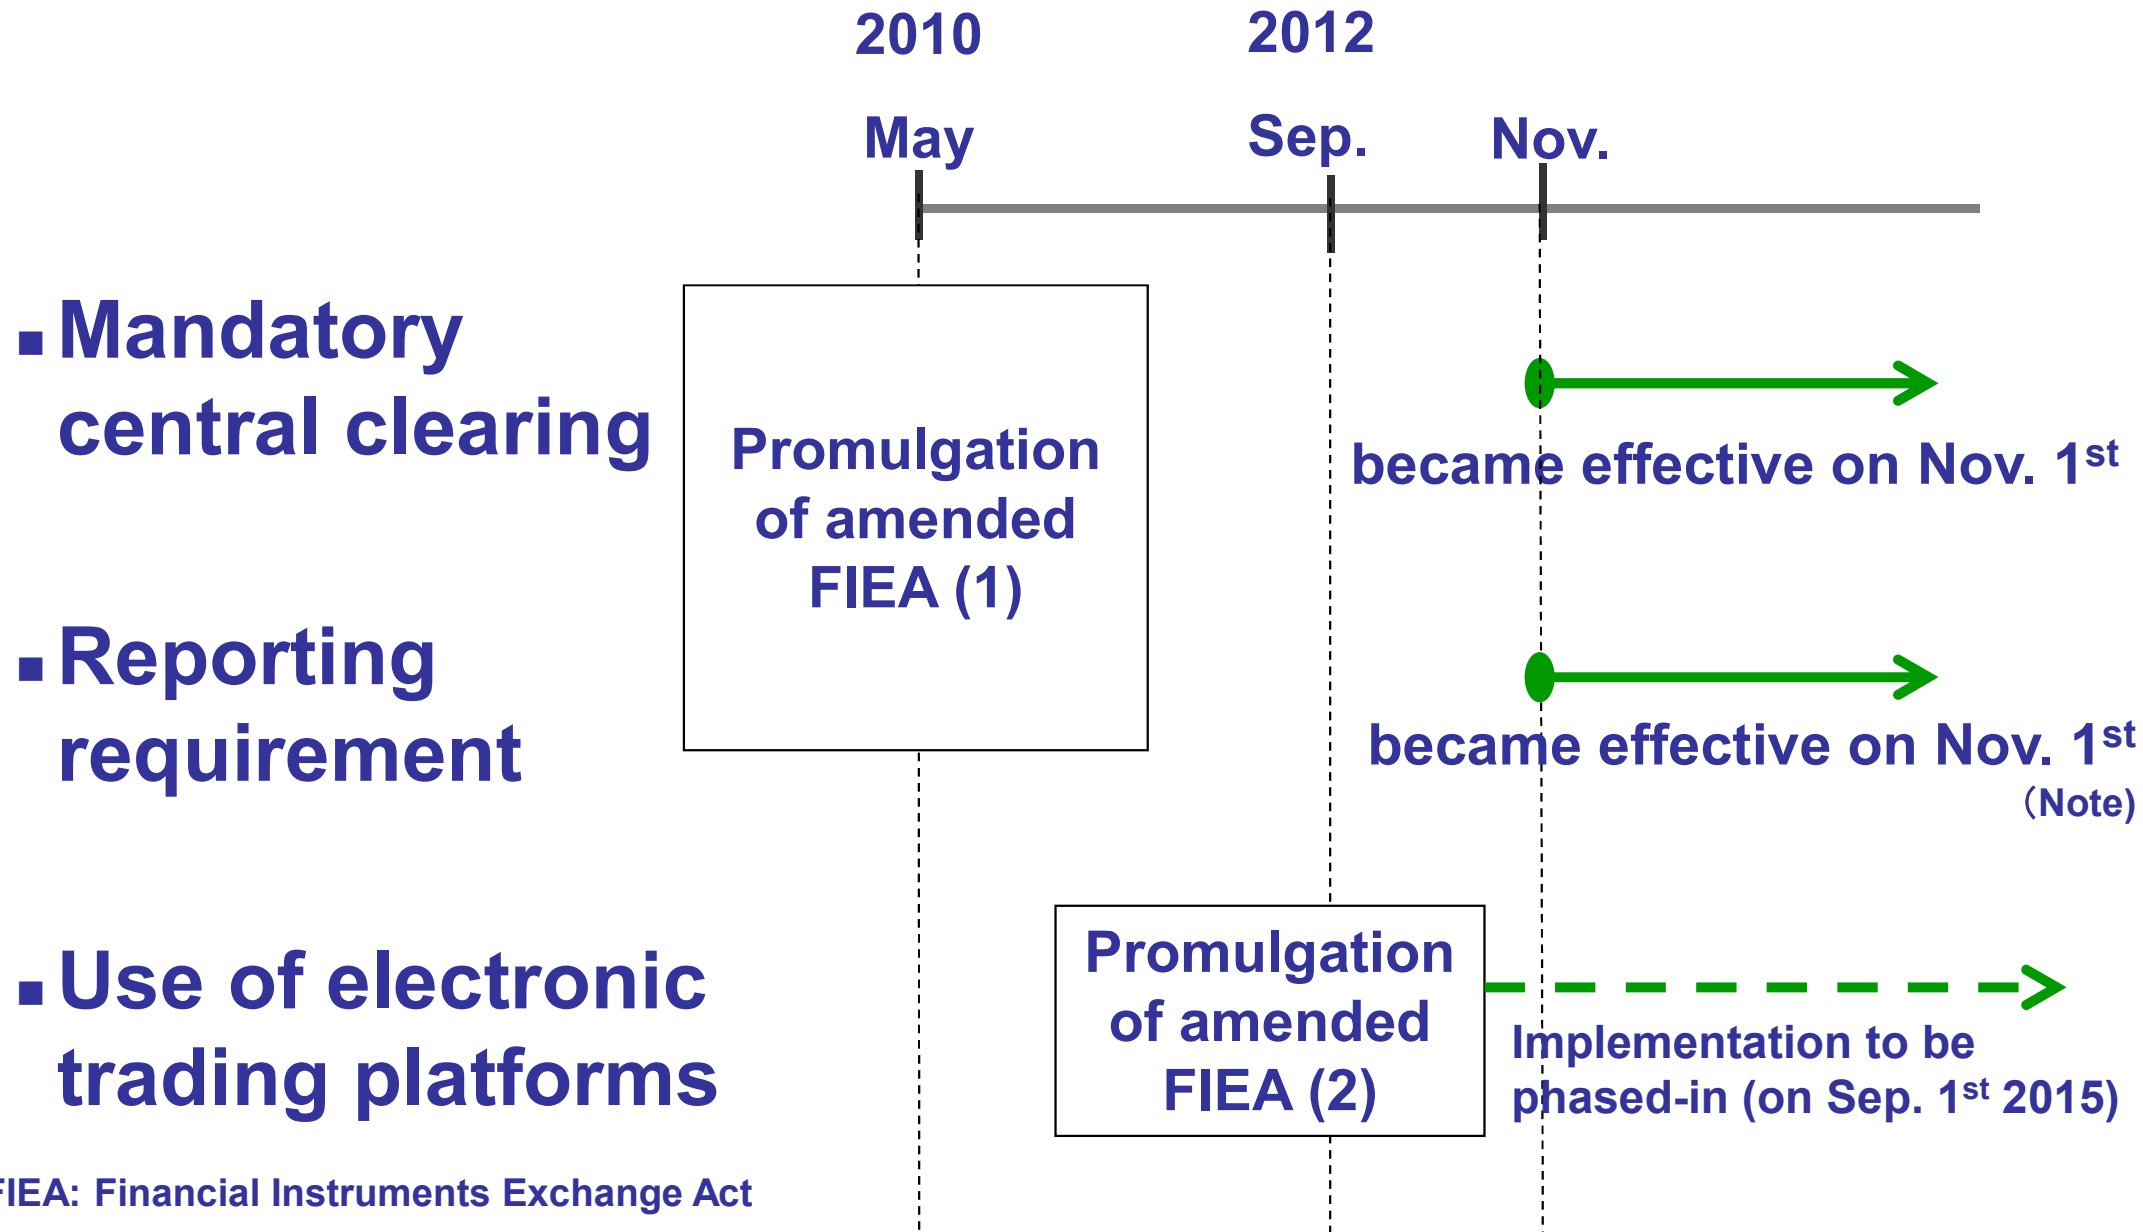 2010
2012
May
Sep.
Nov.
▪Mandatory
central clearing
Promulgation
of amended
FIEA (1)
became effective on Nov. 1st
▪Reporting
requirement
became effective on Nov. 1st
（Note)
▪Use of electronic
trading platforms
Promulgation
of amended
FIEA (2)
Implementation to be
phased-in (on Sep. 1st 2015)
FIEA: Financial Instruments Exchange Act